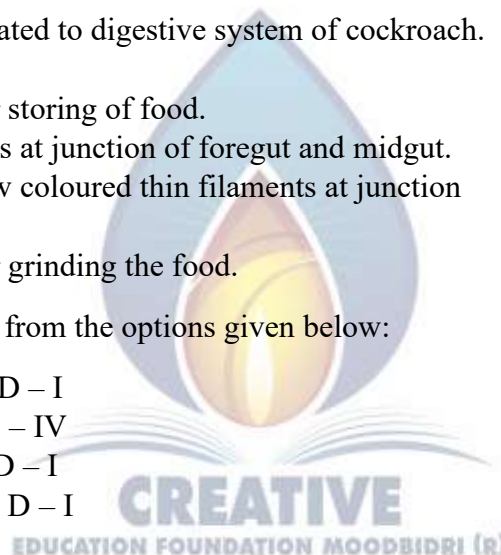 ated to digestive system of cockroach.
storing of food.
s at junction of foregut and midgut.
w coloured thin filaments at junction
grinding the food.
from the options given below:
D – I
– IV
D – I
D – I
CREATIVE
EDUCATION FOUNDATION MOODBIDRI (R